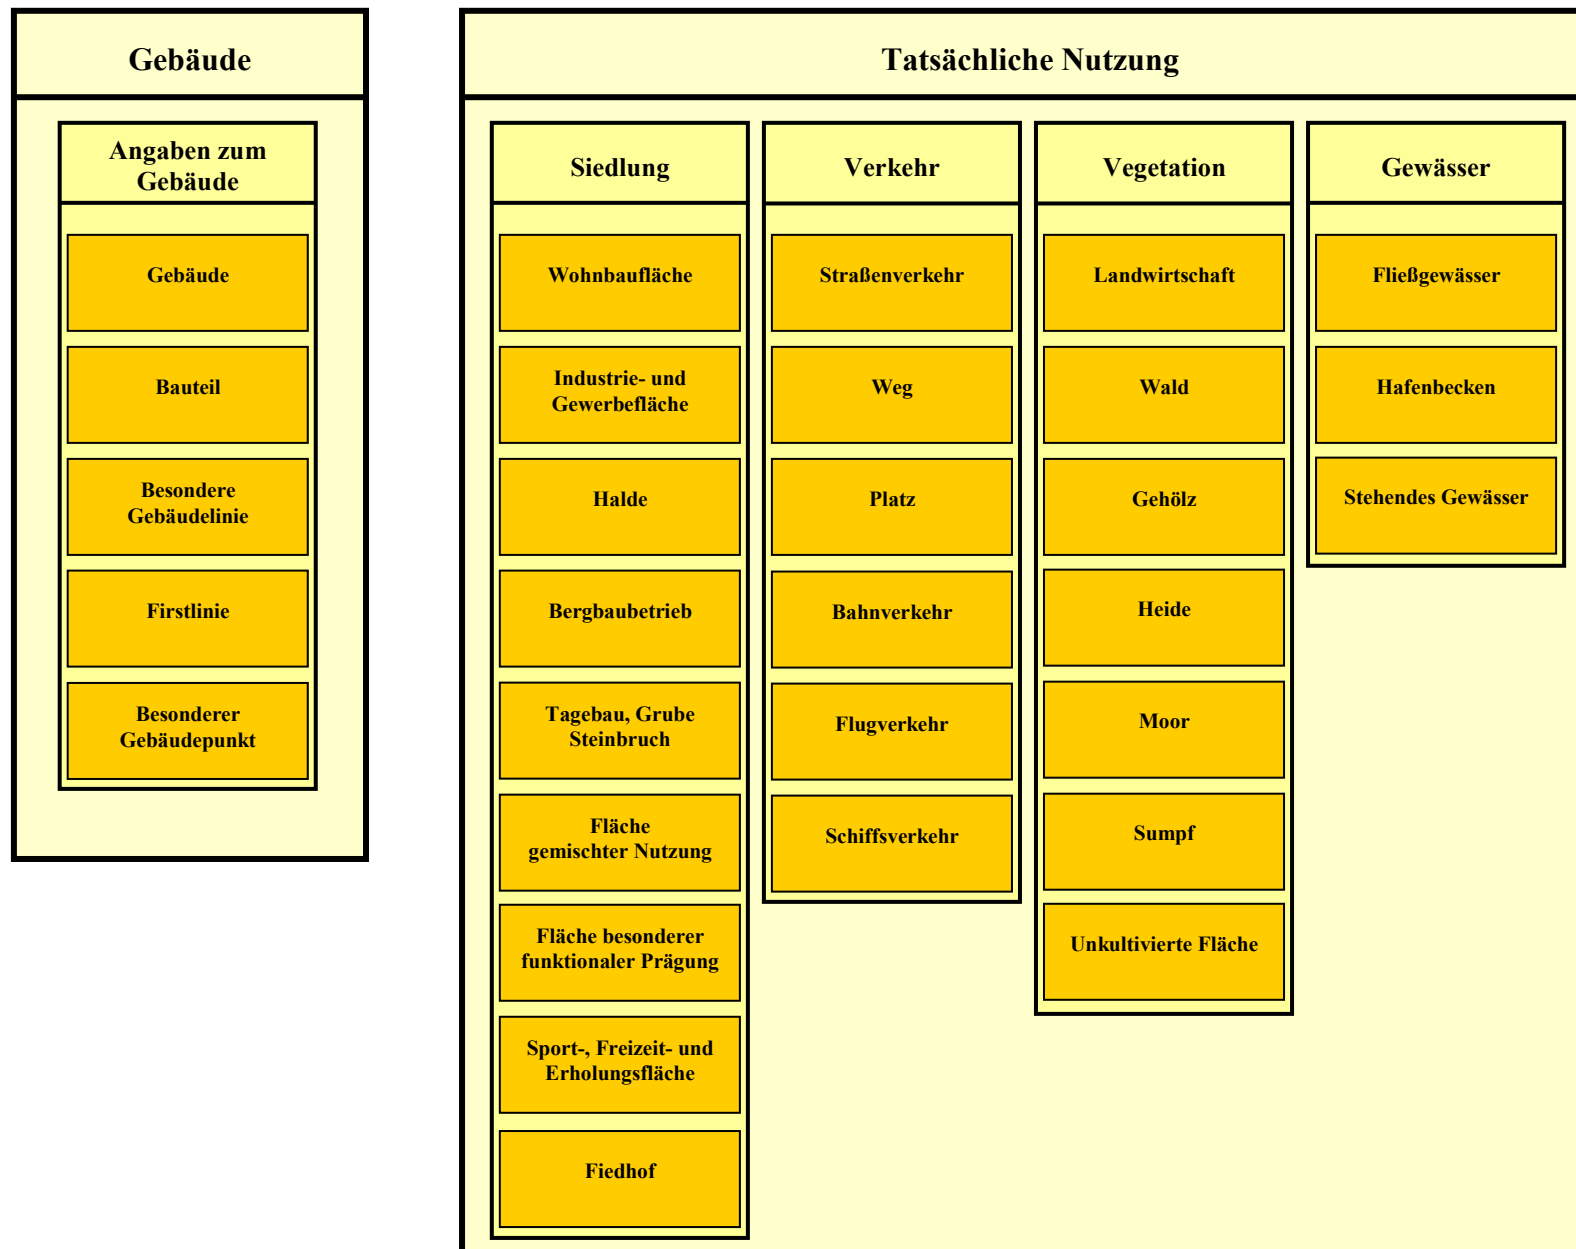 Gebäude
Angaben zum
Gebäude
Gebäude
Bauteil
Besondere
Gebäudelinie
Firstlinie
Besonderer
Gebäudepunkt
Tatsächliche Nutzung
Siedlung
Wohnbaufläche
Industrie- und
Gewerbefläche
Halde
Bergbaubetrieb
Tagebau, Grube
Steinbruch
Fläche
gemischter Nutzung
Fläche besonderer
funktionaler Prägung
Sport-, Freizeit- und
Erholungsfläche
Fiedhof
Verkehr
Straßenverkehr
Weg
Platz
Bahnverkehr
Flugverkehr
Schiffsverkehr
Vegetation
Landwirtschaft
Wald
Gehölz
Heide
Moor
Sumpf
Unkultivierte Fläche
Gewässer
Fließgewässer
Hafenbecken
Stehendes Gewässer